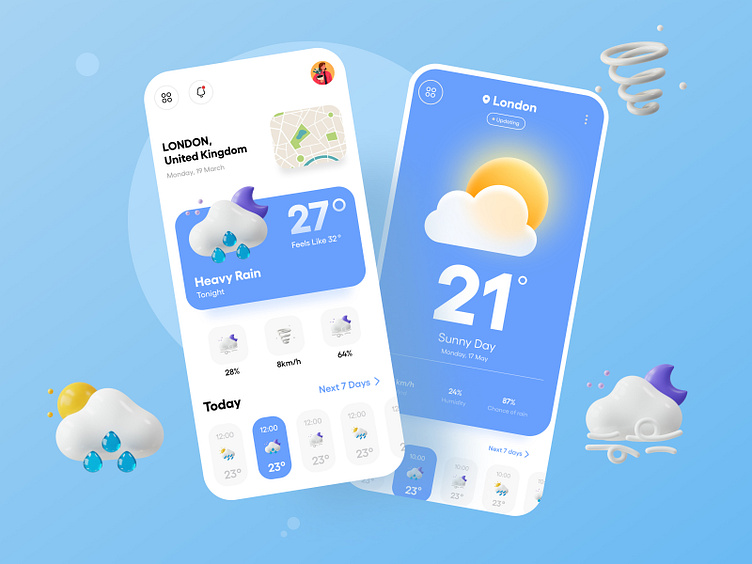 LONDON,
United Kingdom
Monday, 19 March
27°
Feels Like 32°
Heavy Rain
Tonight
28%
8km/h
64%
Today
Next 7 Days
12:00
12:00
12:00
12:00
23°
23°
23°
23°
London
Updating
21°
Sunny Day
Monday, 17 May
km/h
24%
87%
Humidity
Chance of rain
Next 7 days
10:00
10:00
10:00
23°
23°
23°